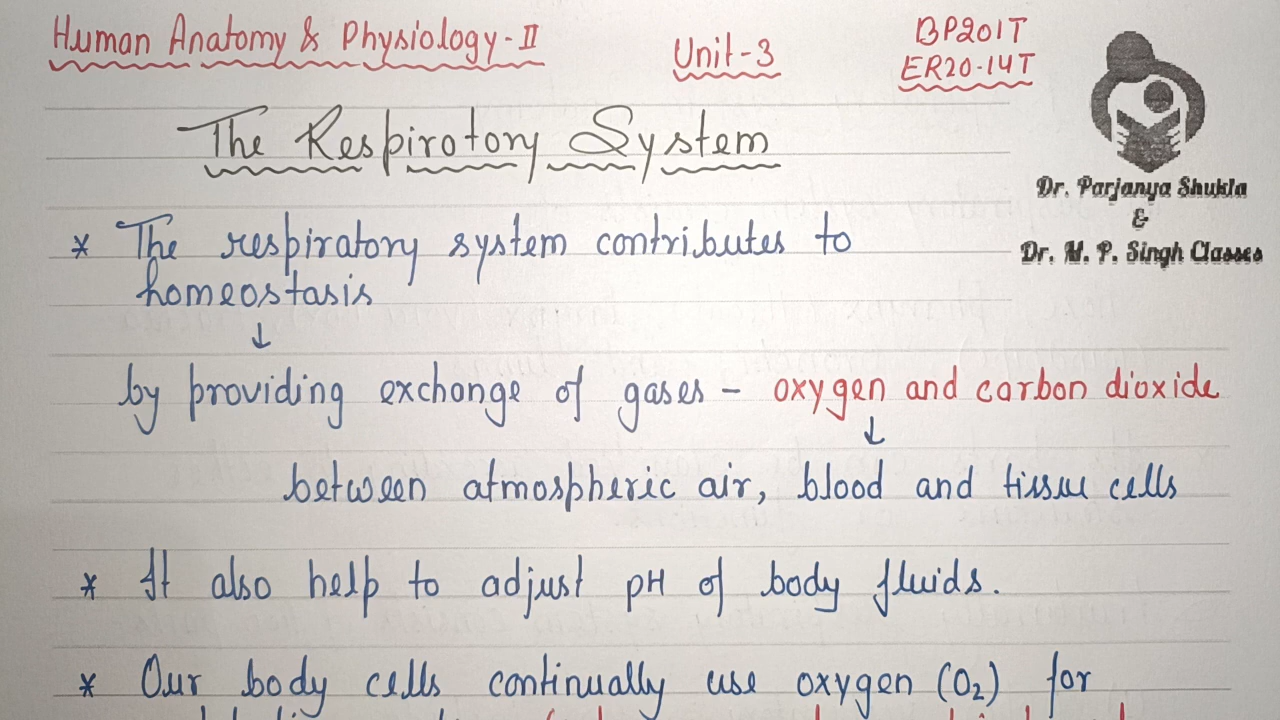 Human Anatomy & Physiology-II
Unit-3
BP201T
ER20-14T
The Respirotory System
Dr. Parjanya Shukla
&
Dr. M. P. Singh Classes
* The respiratory system contributes to
homeostasis
↓
by providing exchange of gases - oxygen and carbon dioxide
↓
between atmospheric air, blood and tissue cells
* It also help to adjust pH of body fluids.
* Our body cells continually use oxygen (O₂) for